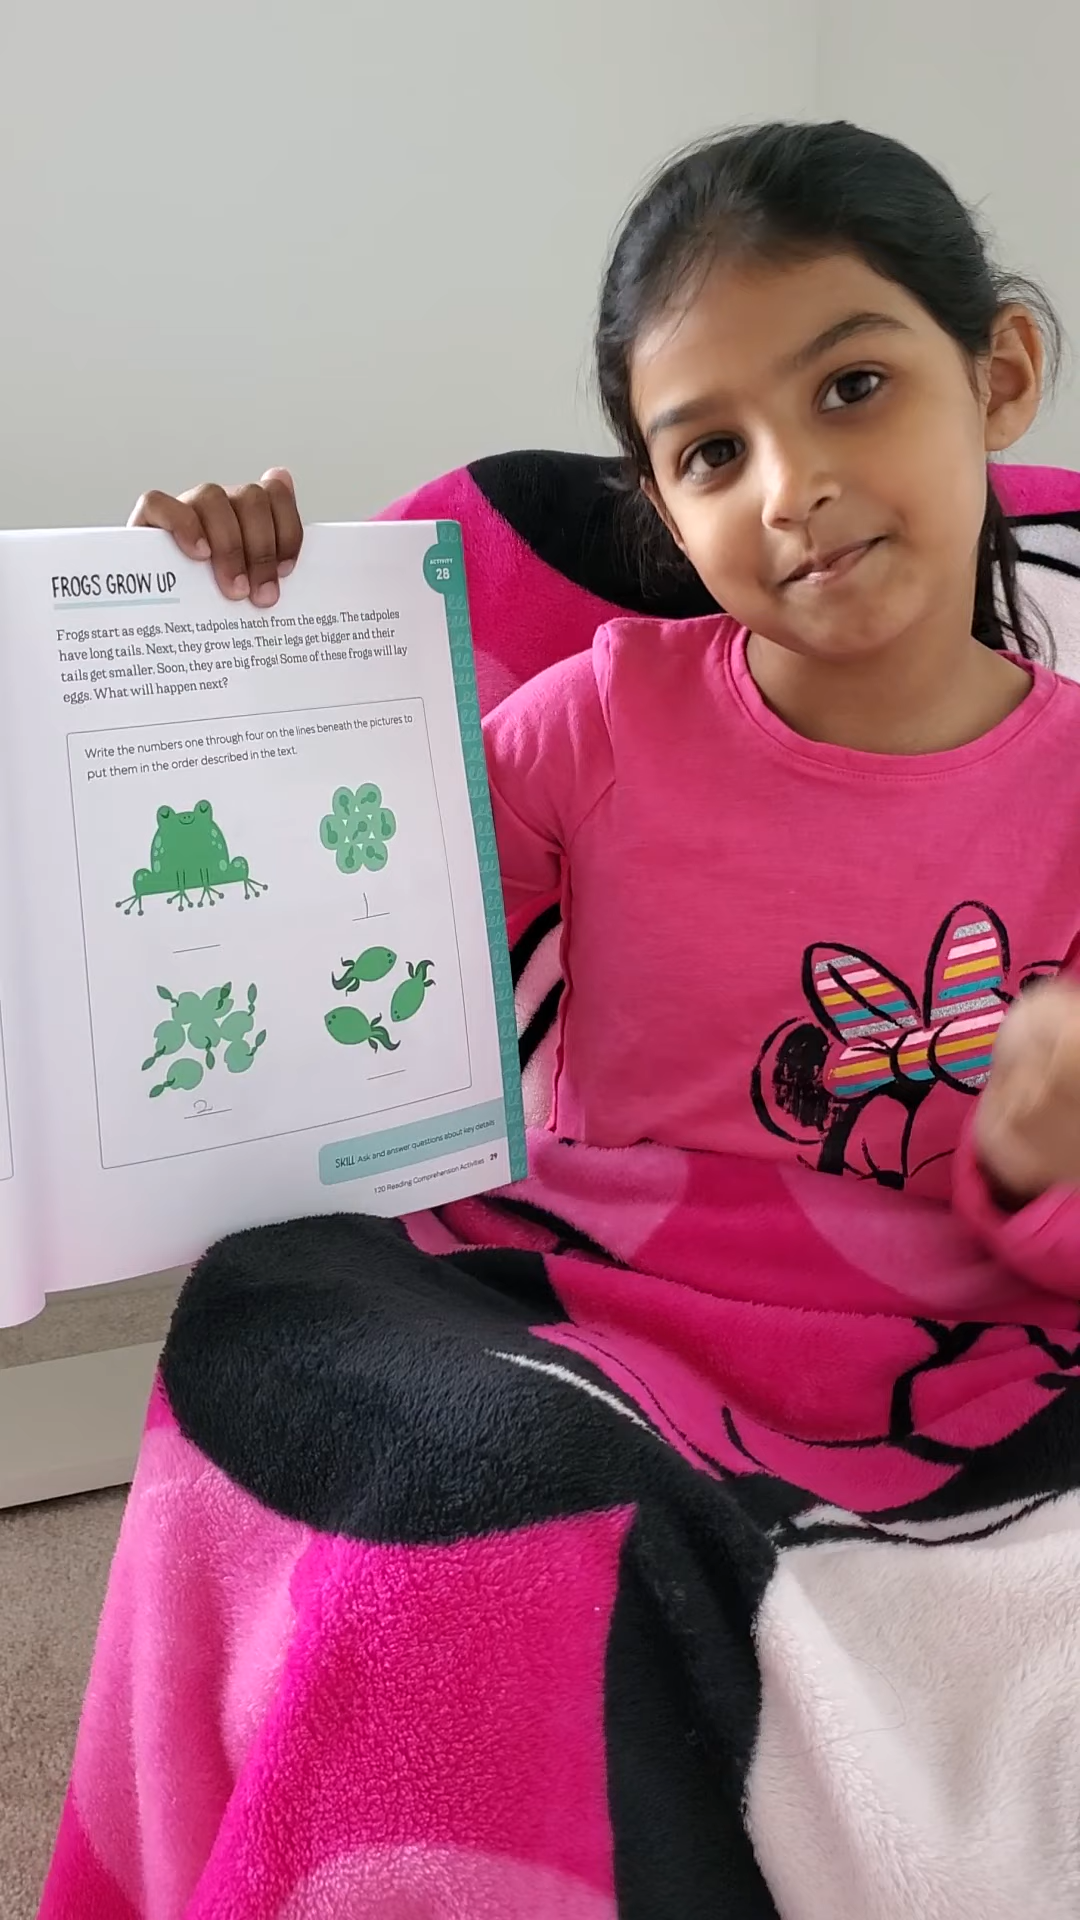 FROGS GROW UP
ACTIVITY
28
Frogs start as eggs. Next, tadpoles hatch from the eggs. The tadpoles
have long tails. Next, they grow legs. Their legs get bigger and their
tails get smaller. Soon, they are big frogs! Some of these frogs will lay
eggs. What will happen next?
Write the numbers one through four on the lines beneath the pictures to
put them in the order described in the text.
1
2
SKILL Ask and answer questions about key details
120 Reading Comprehension Activities 29